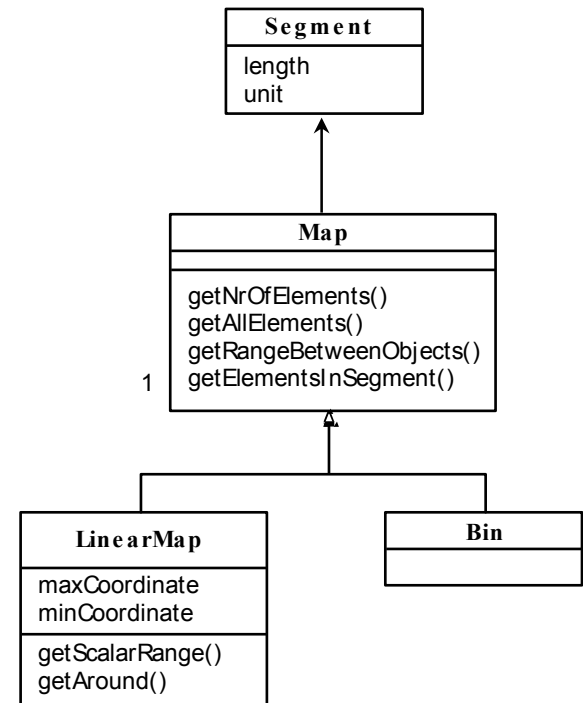 Segment
length
unit
Map
getNrOfElements()
getAllElements()
getRangeBetweenObjects()
getElementsInSegment()
1
LinearMap
maxCoordinate
minCoordinate
getScalarRange()
getAround()
Bin